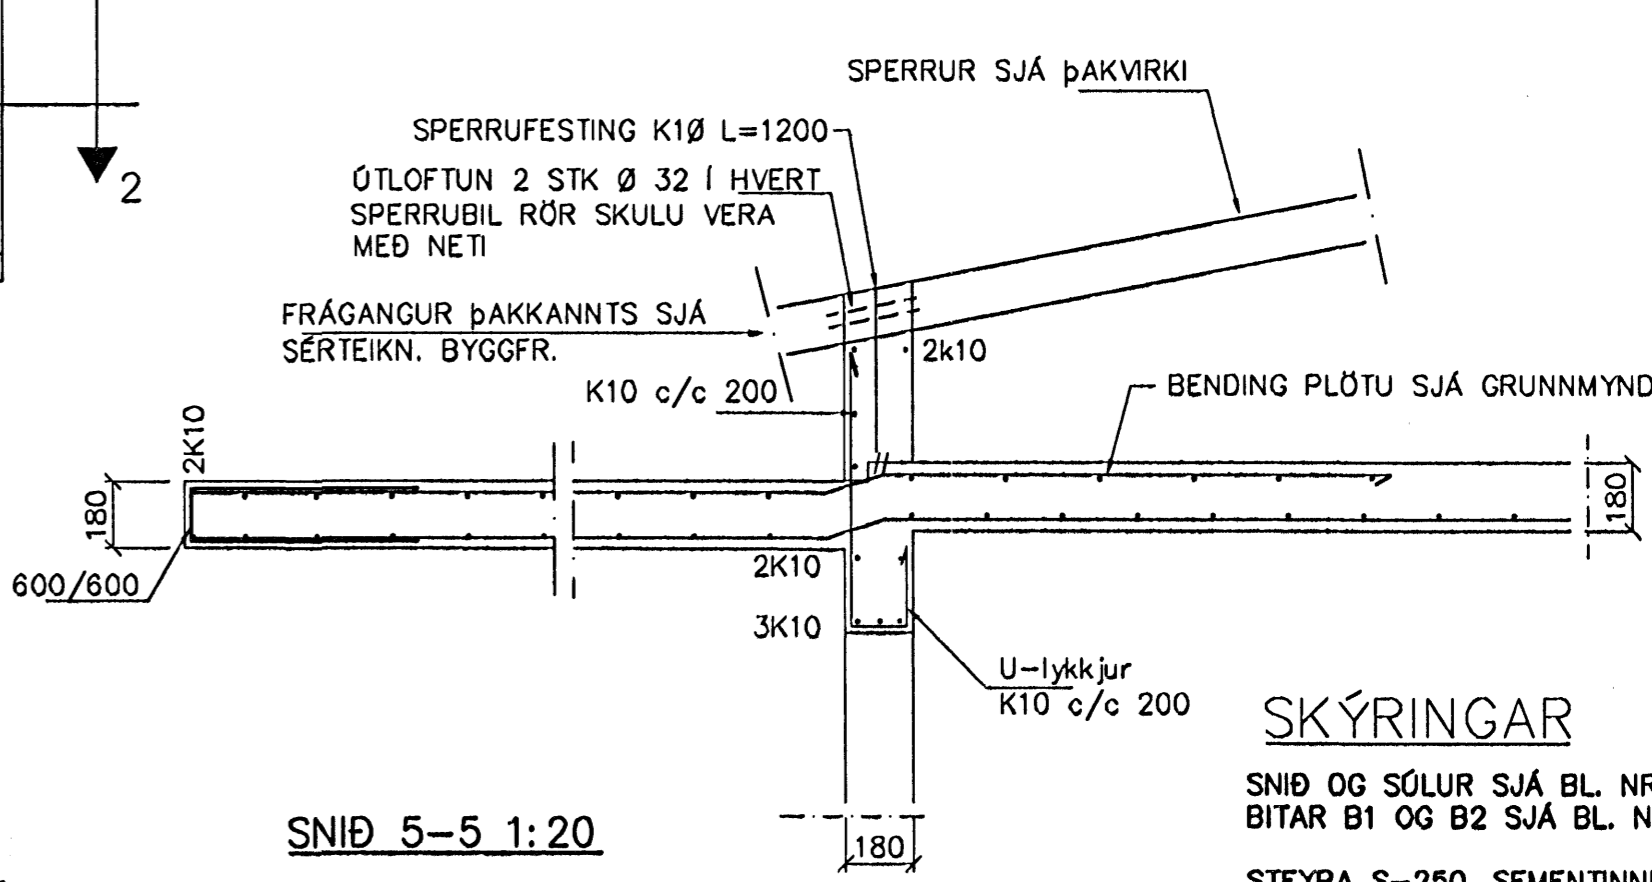 SPERRUR SJÁ ÞAKVIRKI
SPERRUFESTING K1Ø L=1200
ÚTLOFTUN 2 STK Ø 32 Í HVERT
SPERRUBIL RÖR SKULU VERA
MEÐ NETI
2
FRÁGANGUR ÞAKKANNTS SJÁ
SÉRTEIKN. BYGGFR.
2k10
K10 c/c 200
BENDING PLÖTU SJÁ GRUNNMYND
2K10
180
180
600/600
2K10
3K10
U-lykkjur
K10 c/c 200
SKÝRINGAR
SNIÐ OG SÚLUR SJÁ BL. NR
BITAR B1 OG B2 SJÁ BL. N
SNIÐ 5-5 1:20
180
STEYPA S-250